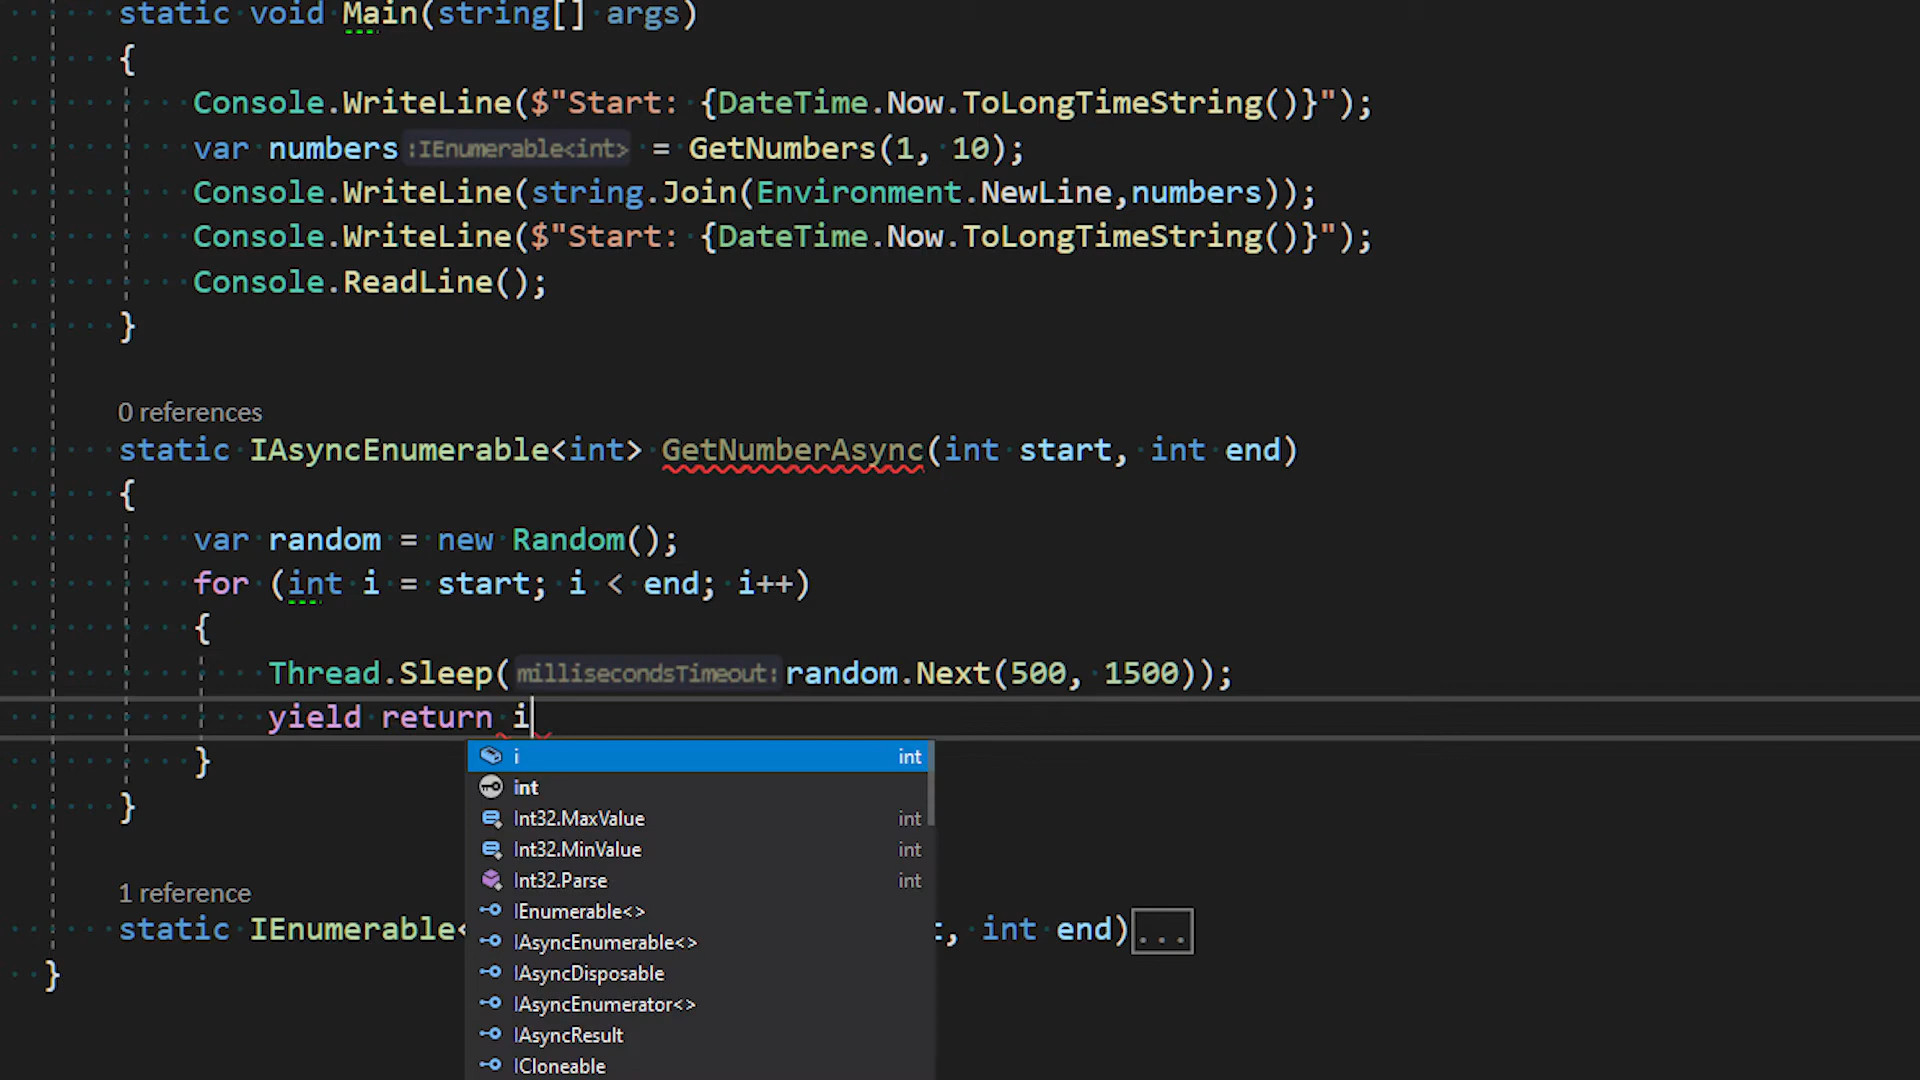 static void Main(string[] args)
{
Console.WriteLine($"Start: {DateTime.Now.ToLongTimeString()}");
var numbers :IEnumerable<int> = GetNumbers(1, 10);
Console.WriteLine(string.Join(Environment.NewLine,numbers));
Console.WriteLine($"Start: {DateTime.Now.ToLongTimeString()}");
Console.ReadLine();
}
0 references
static IAsyncEnumerable<int> GetNumberAsync(int start, int end)
{
var random = new Random();
for (int i = start; i < end; i++)
{
Thread.Sleep( millisecondsTimeout: random.Next(500, 1500));
yield return i
i int
}
int
}
Int32.MaxValue int
Int32.MinValue int
Int32.Parse int
1 reference
IEnumerable<>
static IEnumerable< t, int end)...
IAsyncEnumerable<>
}
IAsyncDisposable
IAsyncEnumerator<>
IAsyncResult
ICloneable